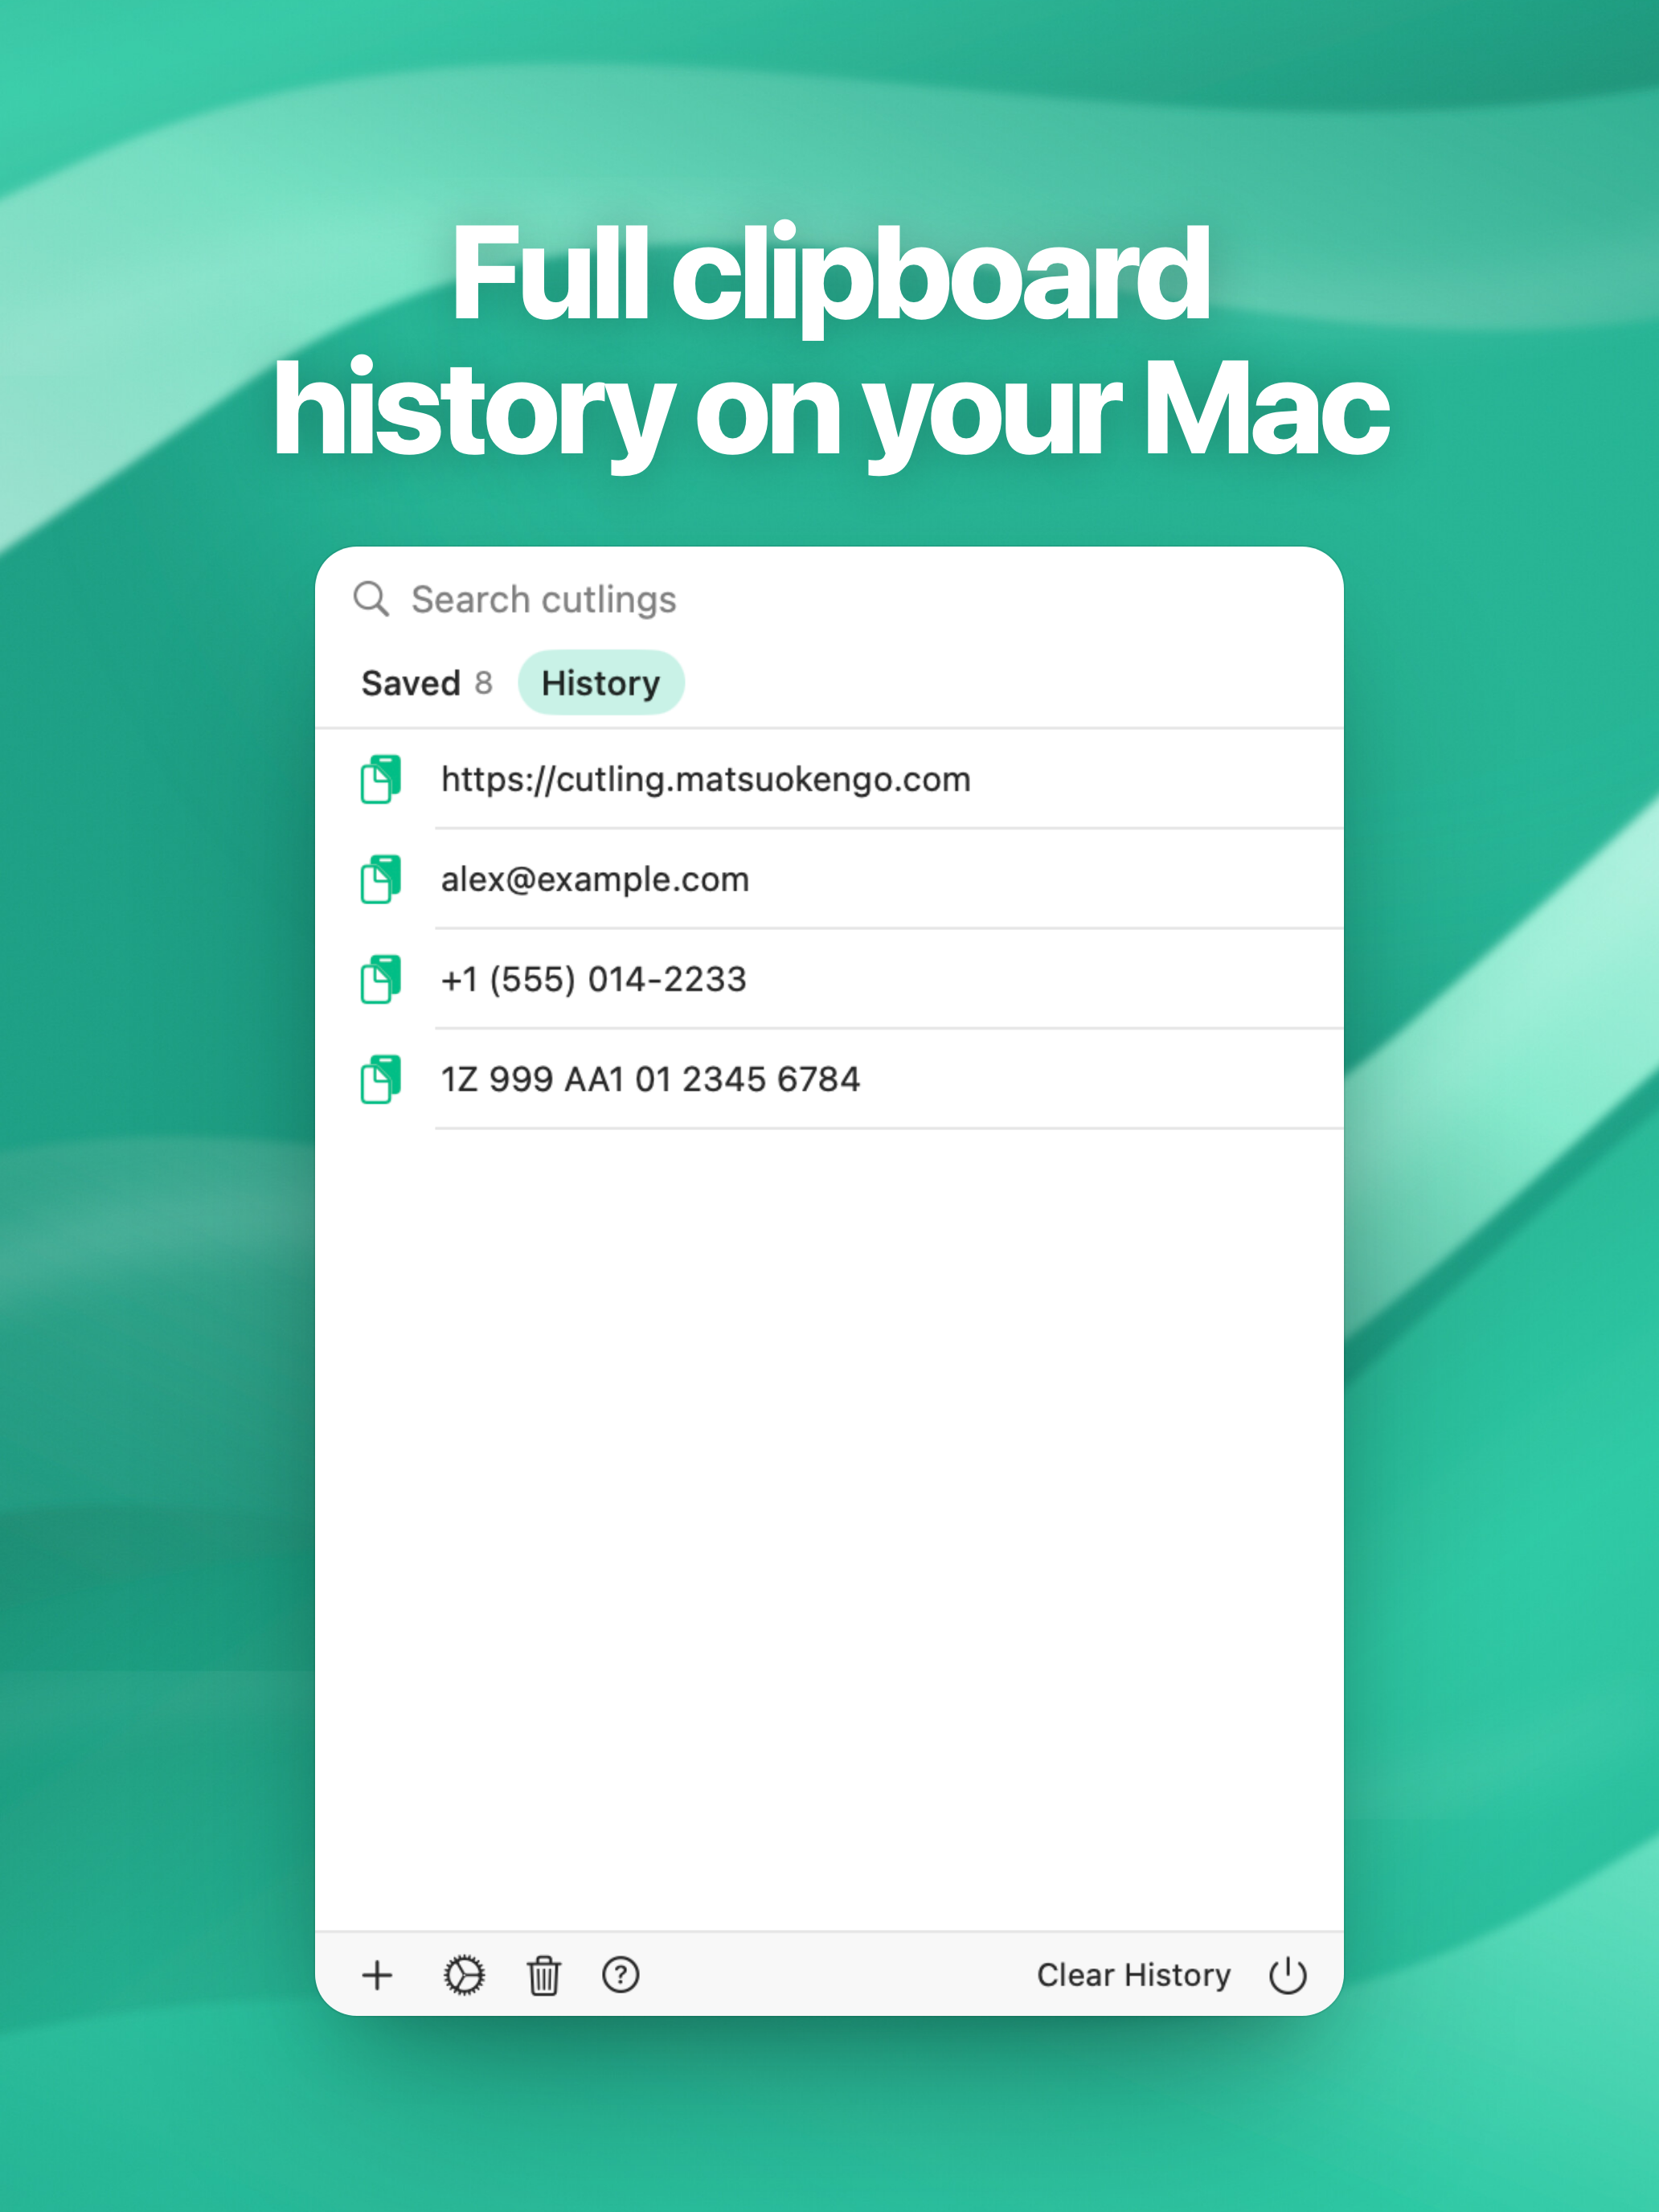 Full clipboard
history on your Mac
Search cutlings
Saved 8 History
https://cutling.matsuokengo.com
alex@example.com
+1 (555) 014-2233
1Z 999 AA1 01 2345 6784
Clear History